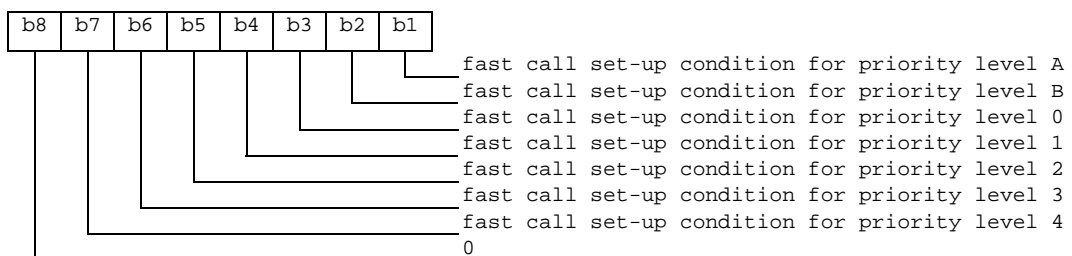 b8 b7 b6 b5 b4 b3 b2 b1
fast call set-up condition for priority level A
fast call set-up condition for priority level B
fast call set-up condition for priority level 0
fast call set-up condition for priority level 1
fast call set-up condition for priority level 2
fast call set-up condition for priority level 3
fast call set-up condition for priority level 4
0